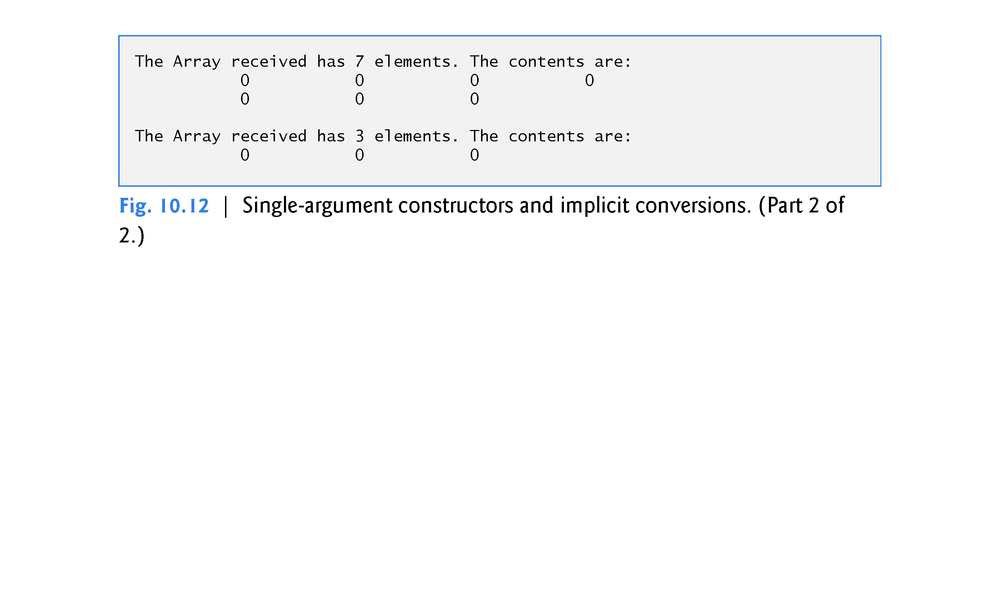 The Array received has 7 elements. The contents are:
0 0 0 0
0 0 0
The Array received has 3 elements. The contents are:
0 0 0
Fig. 10.12 | Single-argument constructors and implicit conversions. (Part 2 of
2.)